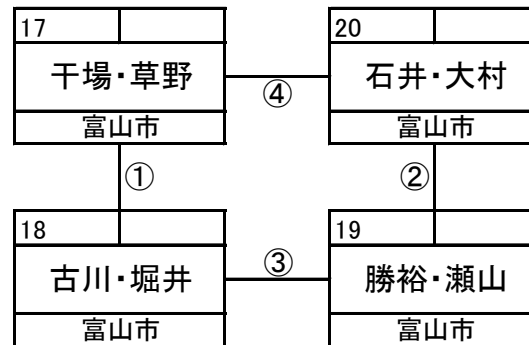 17
干場・草野
富山市
20
石井・大村
富山市
④
①
②
18
古川・堀井
富山市
19
勝裕・瀬山
富山市
③